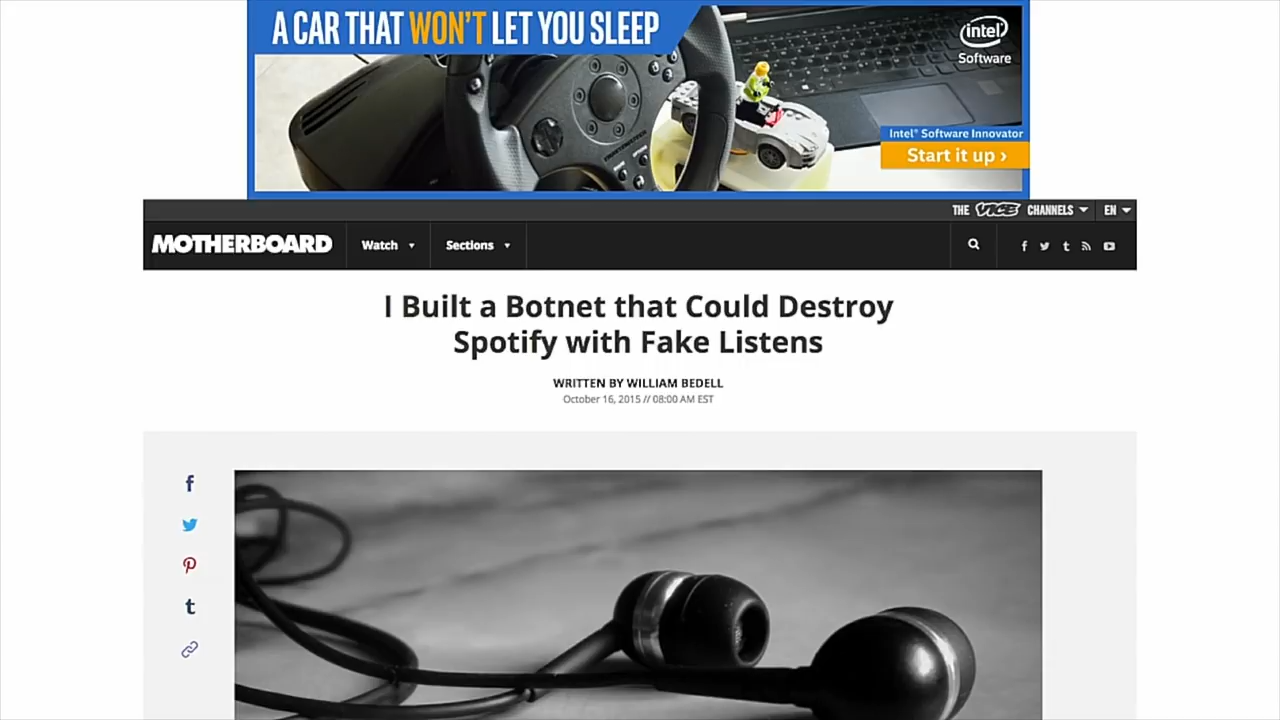 A CAR THAT WON'T LET YOU SLEEP
intel
Software
Intel® Software Innovator
Start it up ›
THE VICE CHANNELS EN
MOTHERBOARD Watch Sections
I Built a Botnet that Could Destroy
Spotify with Fake Listens
WRITTEN BY WILLIAM BEDELL
October 16, 2015 // 08:00 AM EST